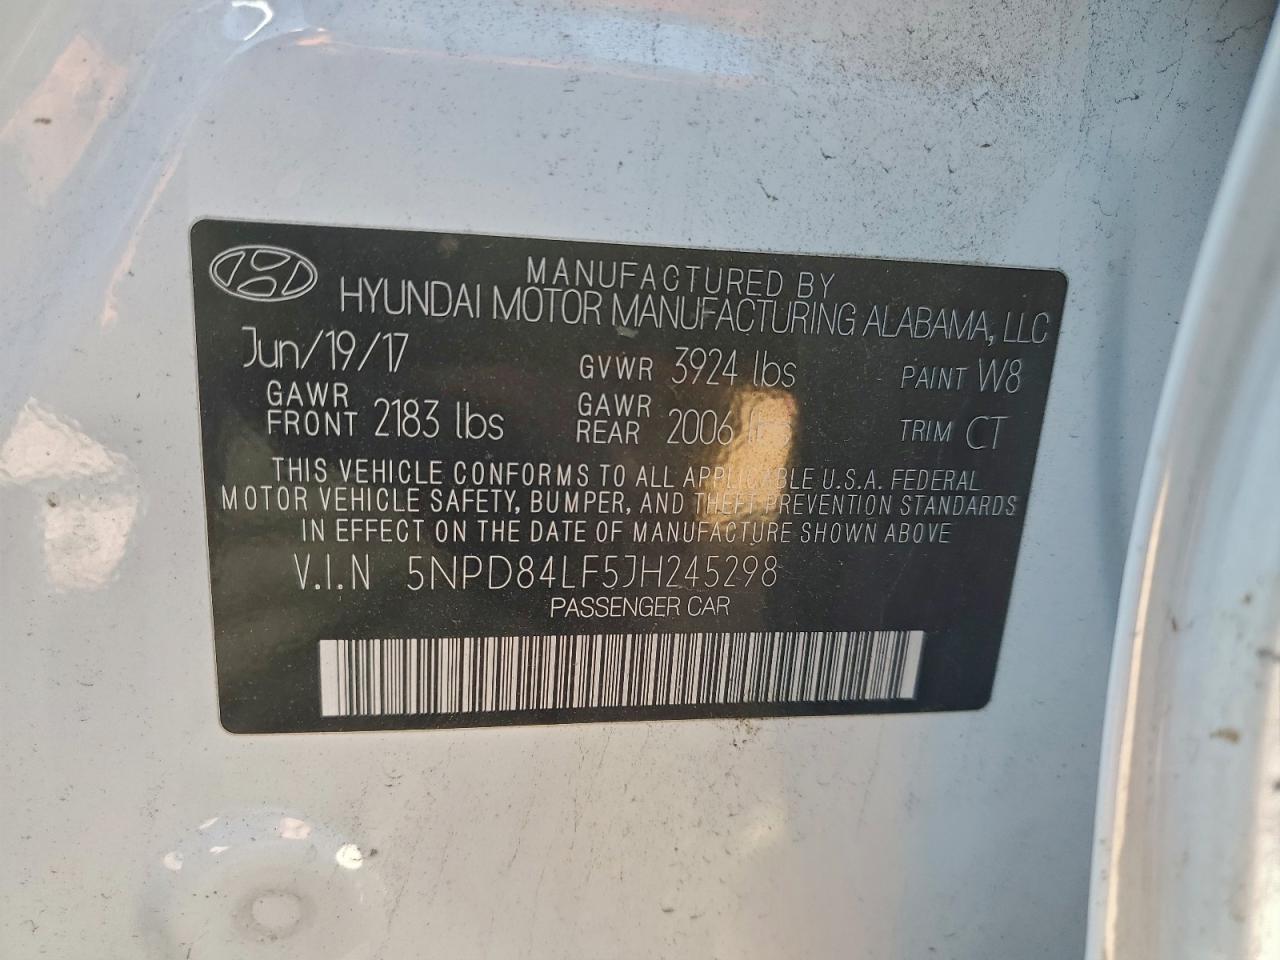 MANUFACTURED BY
HYUNDAI MOTOR MANUFACTURING ALABAMA, LLC
Jun/19/17 GVWR 3924 lbs PAINT W8
GAWR FRONT 2183 lbs GAWR REAR 2006 lbs TRIM CT
THIS VEHICLE CONFORMS TO ALL APPLICABLE U.S.A. FEDERAL
MOTOR VEHICLE SAFETY, BUMPER, AND THEFT PREVENTION STANDARDS
IN EFFECT ON THE DATE OF MANUFACTURE SHOWN ABOVE
V.I.N 5NPD84LF5JH245298
PASSENGER CAR